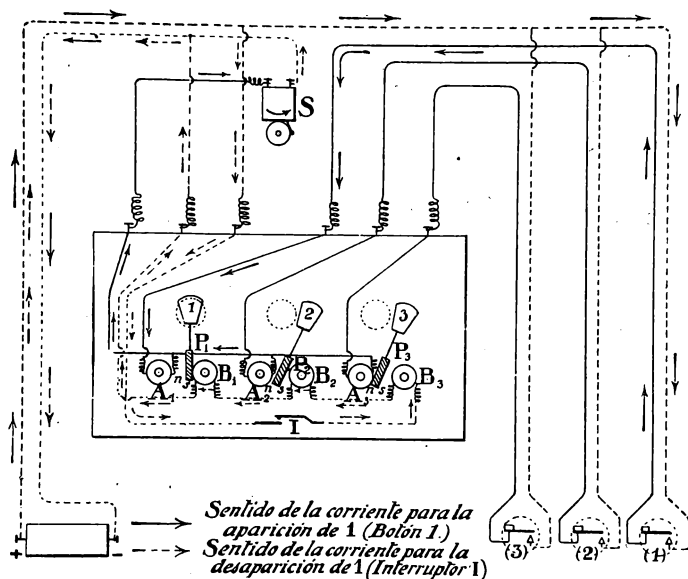 S
1 2 3
P1 P2 P3
A1 n s B1 A2 n s B2 A3 n s B3
I
+ -
(3) (2) (1)
Sentido de la corriente para la
aparición de 1 (Botón 1.)
Sentido de la corriente para la
desaparición de 1 (Interruptor I)